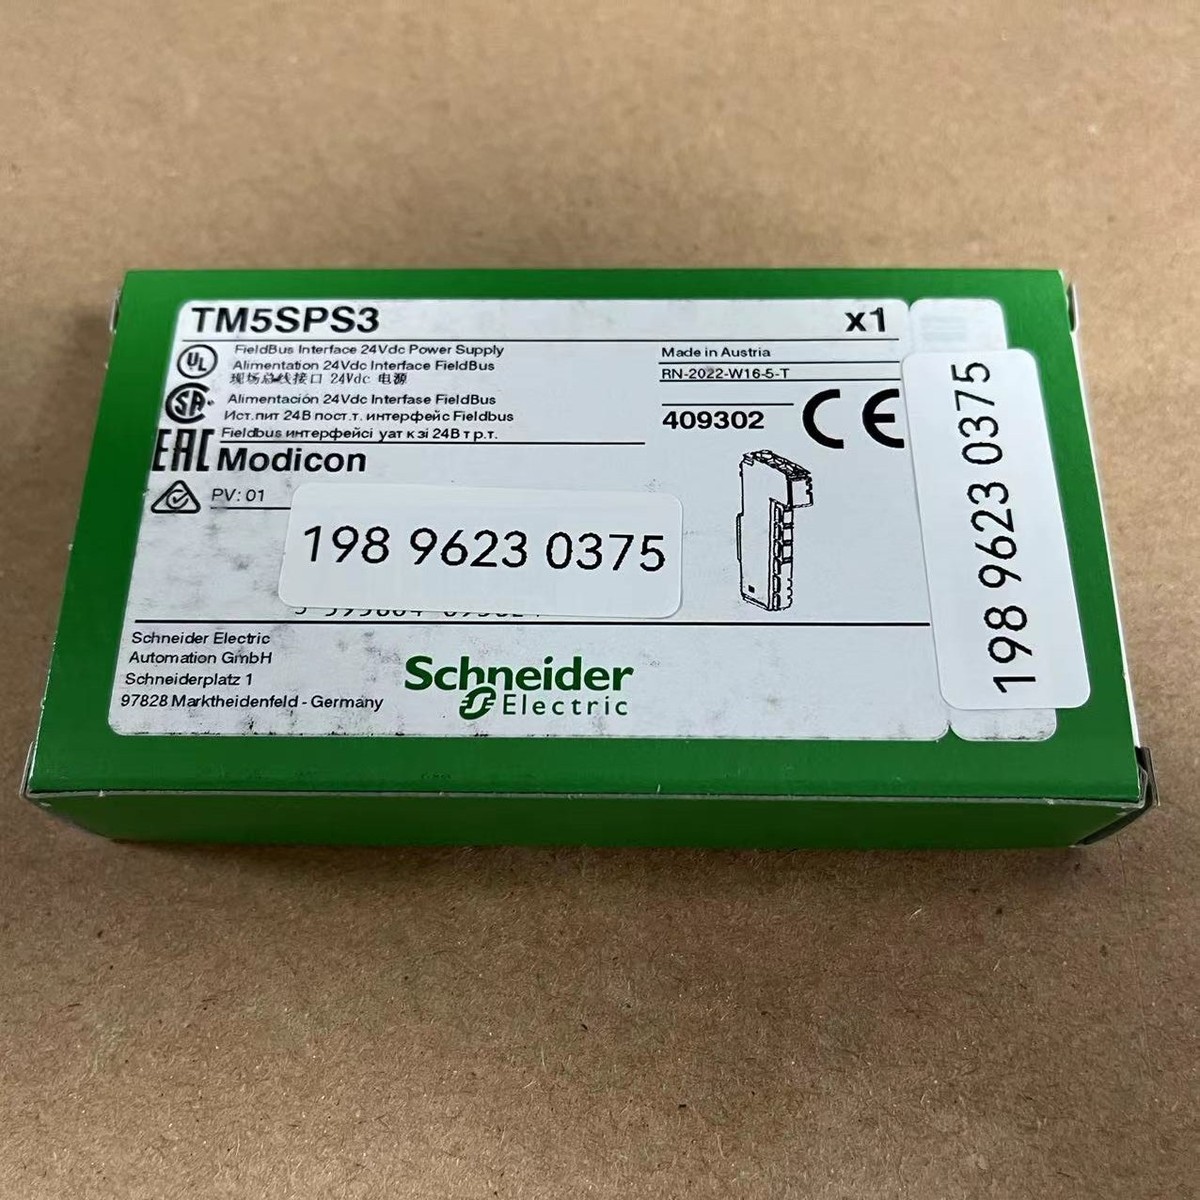 TM5SPS3
x1
FieldBus Interface 24Vdc Power Supply
Alimentation 24Vdc Interface FieldBus
现场总线接口 24Vdc 电源
Alimentación 24Vdc Interfase FieldBus
Ист.пит 24В пост.т. интерфейс Fieldbus
Fieldbus интерфейсі уат к зі 24В т р.т.
UL
SA
EAC
Modicon
PV: 01
Made in Austria
RN-2022-W16-5-T
409302
CE
198 9623 0375
198 9623 0375
Schneider Electric
Automation GmbH
Schneiderplatz 1
97828 Marktheidenfeld - Germany
Schneider
Electric